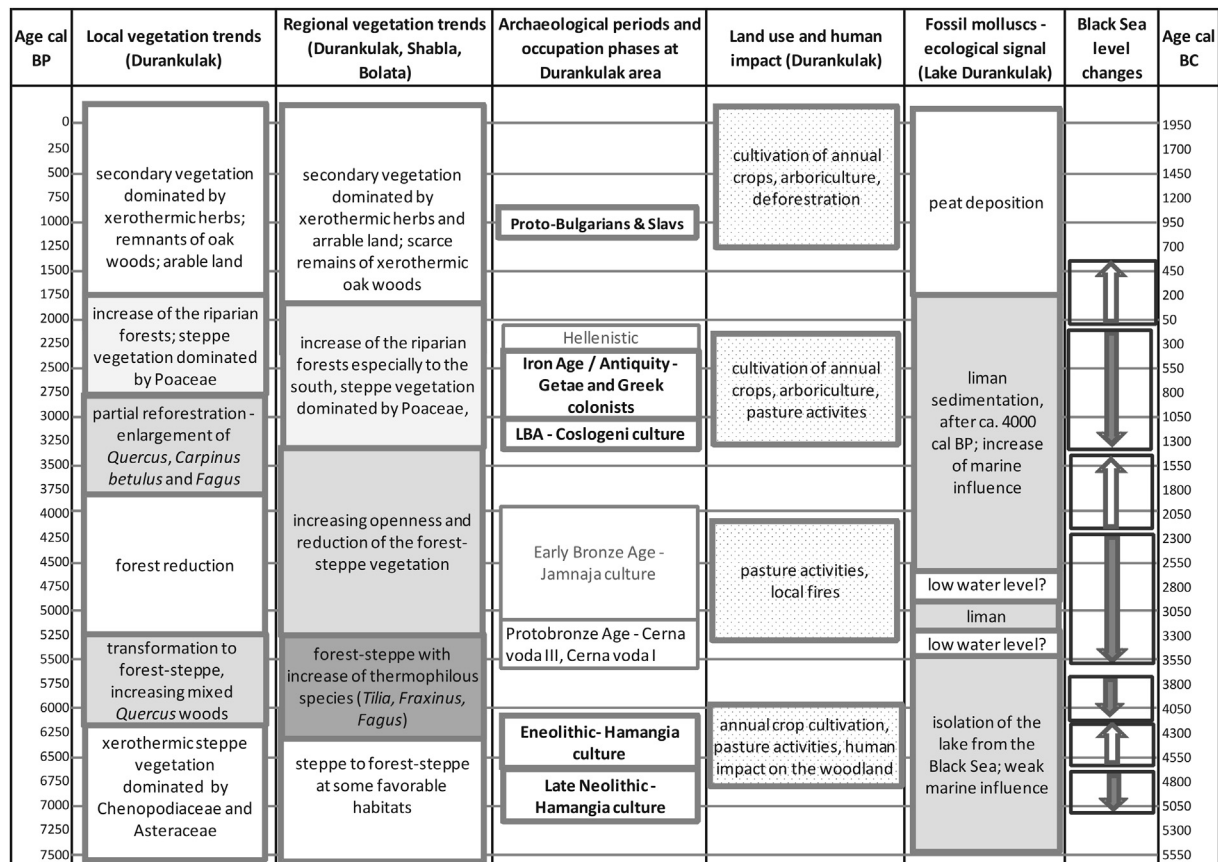 Age cal
BP
Local vegetation trends
(Durankulak)
Regional vegetation trends
(Durankulak, Shabla,
Bolata)
Archaeological periods and
occupation phases at
Durankulak area
Land use and human
impact (Durankulak)
Fossil molluscs -
ecological signal
(Lake Durankulak)
Black Sea
level
changes
Age cal
BC
0
250
500
750
1000
1250
1500
1750
2000
2250
2500
2750
3000
3250
3500
3750
4000
4250
4500
4750
5000
5250
5500
5750
6000
6250
6500
6750
7000
7250
7500
secondary vegetation
dominated by
xerothermic herbs;
remnants of oak
woods; arable land
increase of the riparian
forests; steppe
vegetation dominated
by Poaceae
partial reforestration -
enlargement of
Quercus, Carpinus
betulus and Fagus
forest reduction
transformation to
forest-steppe,
increasing mixed
Quercus woods
xerothermic steppe
vegetation
dominated by
Chenopodiaceae and
Asteraceae
secondary vegetation
dominated by
xerothermic herbs and
arrable land; scarce
remains of xerothermic
oak woods
increase of the riparian
forests especially to the
south, steppe vegetation
dominated by Poaceae,
increasing openness and
reduction of the forest-
steppe vegetation
forest-steppe with
increase of thermophilous
species (Tilia, Fraxinus,
Fagus)
steppe to forest-steppe
at some favorable
habitats
Proto-Bulgarians & Slavs
Hellenistic
Iron Age / Antiquity -
Getae and Greek
colonists
LBA - Coslogeni culture
Early Bronze Age -
Jamnaja culture
Protobronze Age - Cerna
voda III, Cerna voda I
Eneolithic- Hamangia
culture
Late Neolithic -
Hamangia culture
cultivation of annual
crops, arboriculture,
deforestration
cultivation of annual
crops, arboriculture,
pasture activites
pasture activities,
local fires
annual crop cultivation,
pasture activities, human
impact on the woodland
peat deposition
liman
sedimentation,
after ca. 4000
cal BP; increase
of marine
influence
low water level?
liman
low water level?
isolation of the
lake from the
Black Sea; weak
marine influence
1950
1700
1450
1200
950
700
450
200
50
300
550
800
1050
1300
1550
1800
2050
2300
2550
2800
3050
3300
3550
3800
4050
4300
4550
4800
5050
5300
5550